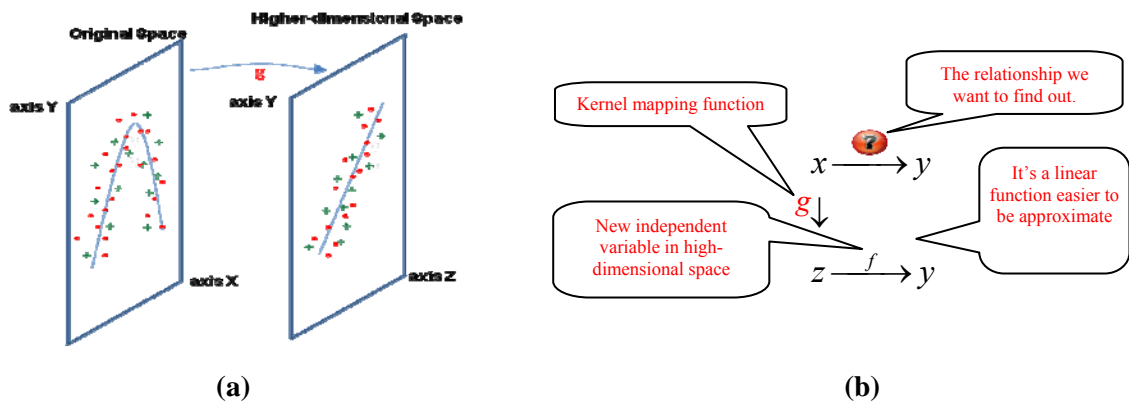 Original Space
Higher-dimensional Space
g
axis Y
axis Y
axis X
axis Z
(a)
Kernel mapping function
The relationship we
want to find out.
?
x y
It's a linear
function easier to
be approximate
g
New independent
variable in high-
dimensional space
f
z y
(b)